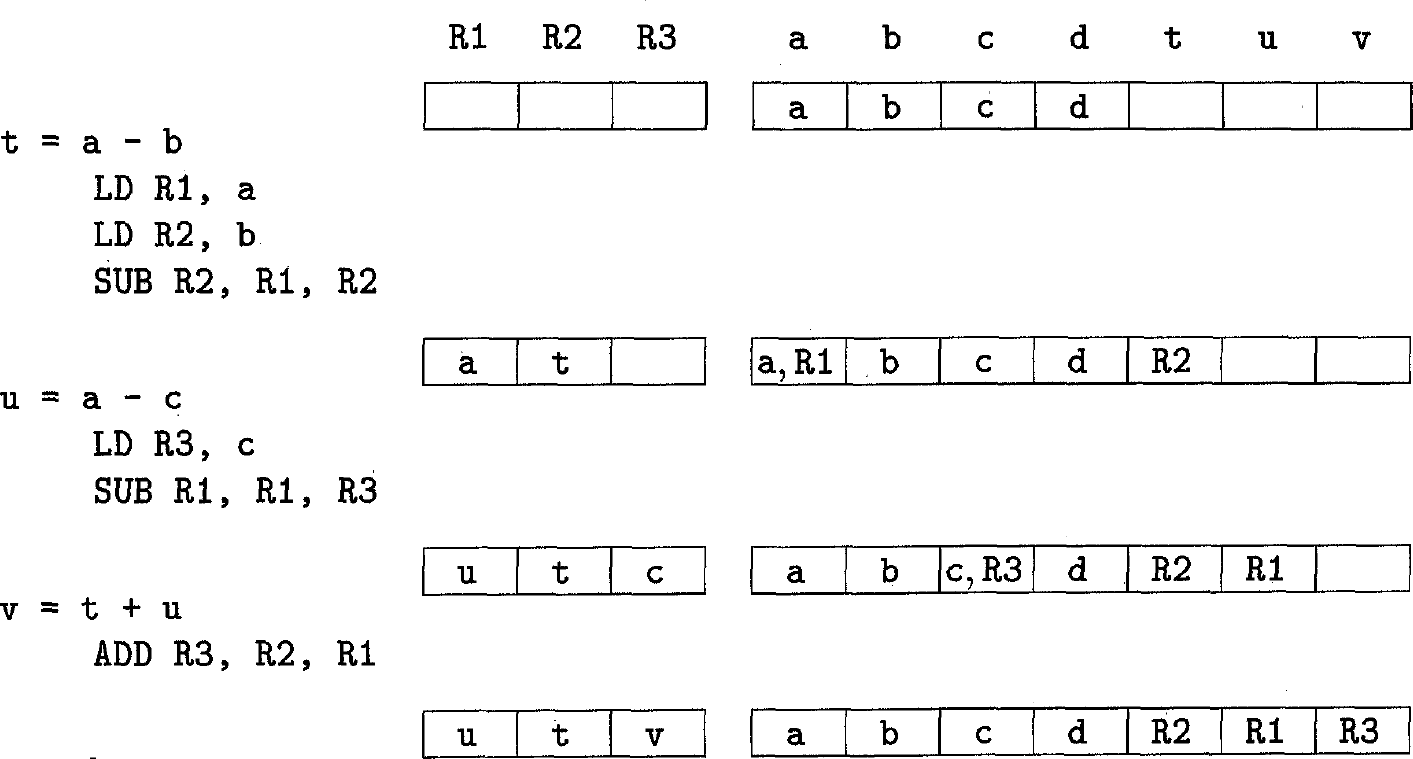 R1 R2 R3 a b c d t u v
a b c d
t = a - b
LD R1, a
LD R2, b
SUB R2, R1, R2
a t a,R1 b c d R2
u = a - c
LD R3, c
SUB R1, R1, R3
u t c a b c,R3 d R2 R1
v = t + u
ADD R3, R2, R1
u t v a b c d R2 R1 R3